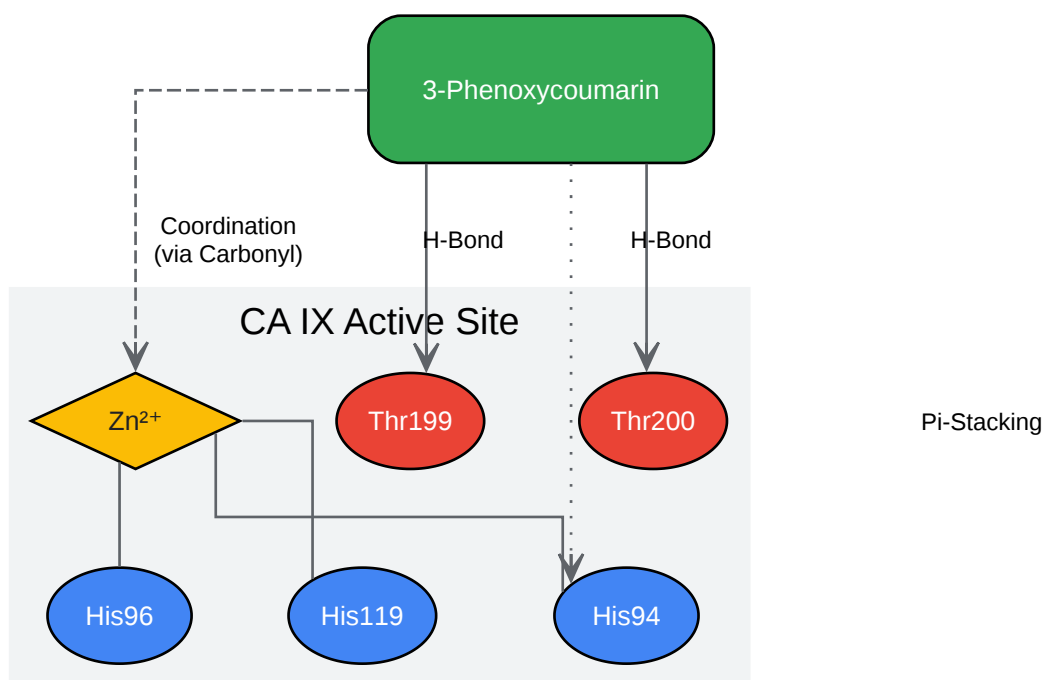 3-Phenoxycoumarin
Coordination
(via Carbonyl)
H-Bond
H-Bond
CA IX Active Site
Zn²⁺
Thr199
Thr200
Pi-Stacking
His96
His119
His94